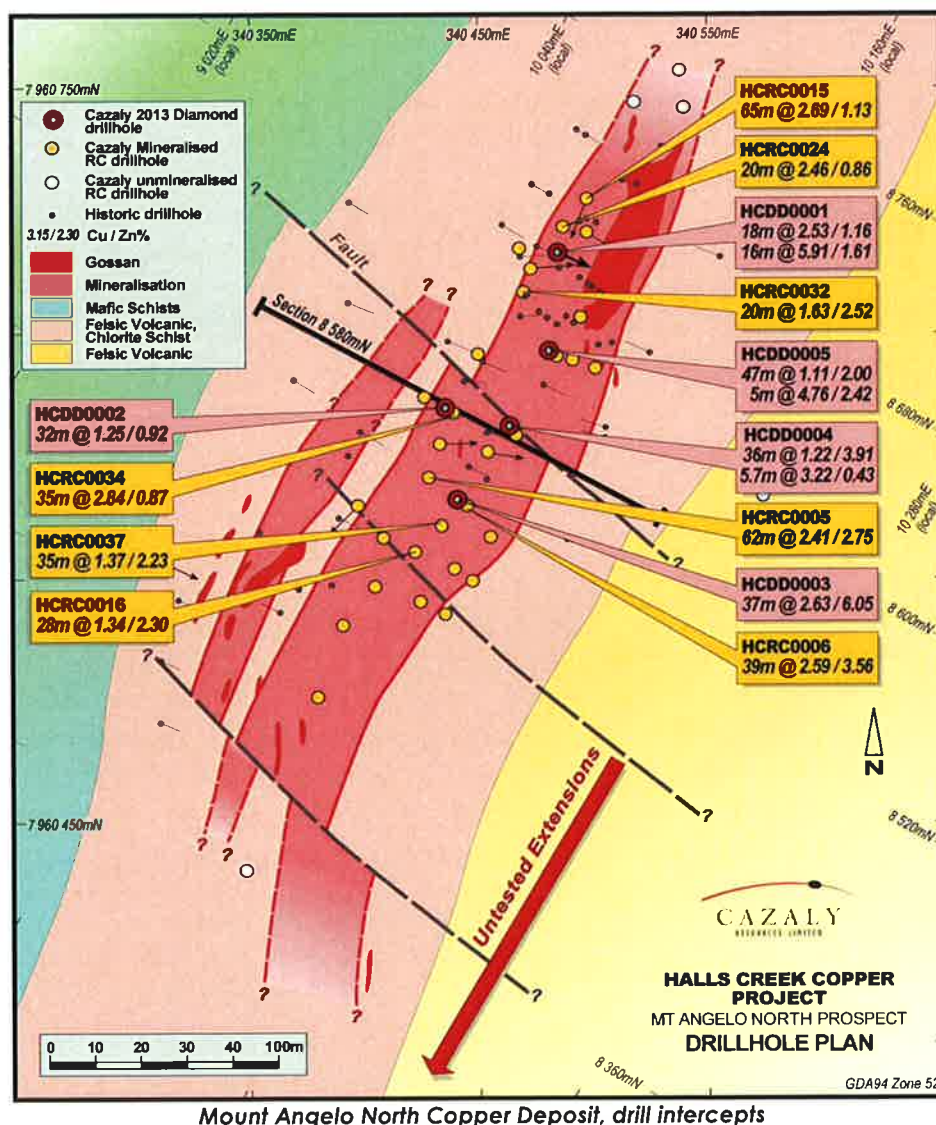 340 350mE
340 450mE
340 550mE
9 620mE
(local)
10 040mE
(local)
10 160mE
(local)
7 960 750mN
Cazaly 2013 Diamond
drillhole
Cazaly Mineralised
RC drillhole
Cazaly unmineralised
RC drillhole
Historic drillhole
3.15 / 2.30 Cu / Zn%
Gossan
Mineralisation
Mafic Schists
Felsic Volcanic,
Chlorite Schist
Felsic Volcanic
?
?
?
Fault
? ?
Section 8 580mN
HCRC0015
65m @ 2.69 / 1.13
HCRC0024
20m @ 2.46 / 0.86
8 760mN
HCDD0001
18m @ 2.53 / 1.16
16m @ 5.91 / 1.61
HCRC0032
20m @ 1.63 / 2.52
HCDD0005
47m @ 1.11 / 2.00
5m @ 4.76 / 2.42
8 680mN
HCDD0004
36m @ 1.22 / 3.91
5.7m @ 3.22 / 0.43
10 280mN
(local)
HCRC0005
62m @ 2.41 / 2.75
HCDD0003
37m @ 2.63 / 6.05
8 600mN
HCRC0006
39m @ 2.59 / 3.56
HCDD0002
32m @ 1.25 / 0.92
HCRC0034
35m @ 2.84 / 0.87
HCRC0037
35m @ 1.37 / 2.23
HCRC0016
28m @ 1.34 / 2.30
?
?
?
?
N
7 960 450mN
?
8 520mN
? ?
Untested Extensions
CAZALY
RESOURCES LIMITED
?
?
?
HALLS CREEK COPPER
PROJECT
MT ANGELO NORTH PROSPECT
DRILLHOLE PLAN
0 10 20 30 40 100m
8 360mN
GDA94 Zone 52
Mount Angelo North Copper Deposit, drill intercepts